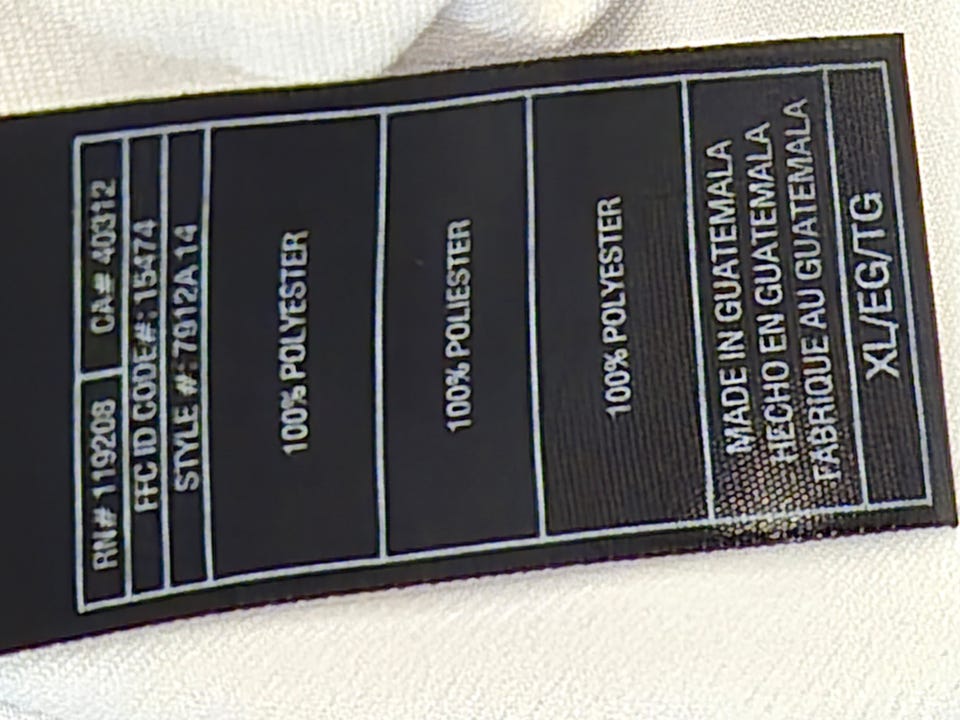 RN# 119208 CA# 40312
FFC ID CODE#: 15474
STYLE #: 7912A 14
100% POLYESTER
100% POLIESTER
100% POLYESTER
MADE IN GUATEMALA
HECHO EN GUATEMALA
FABRIQUE AU GUATEMALA
XL/EG/TG